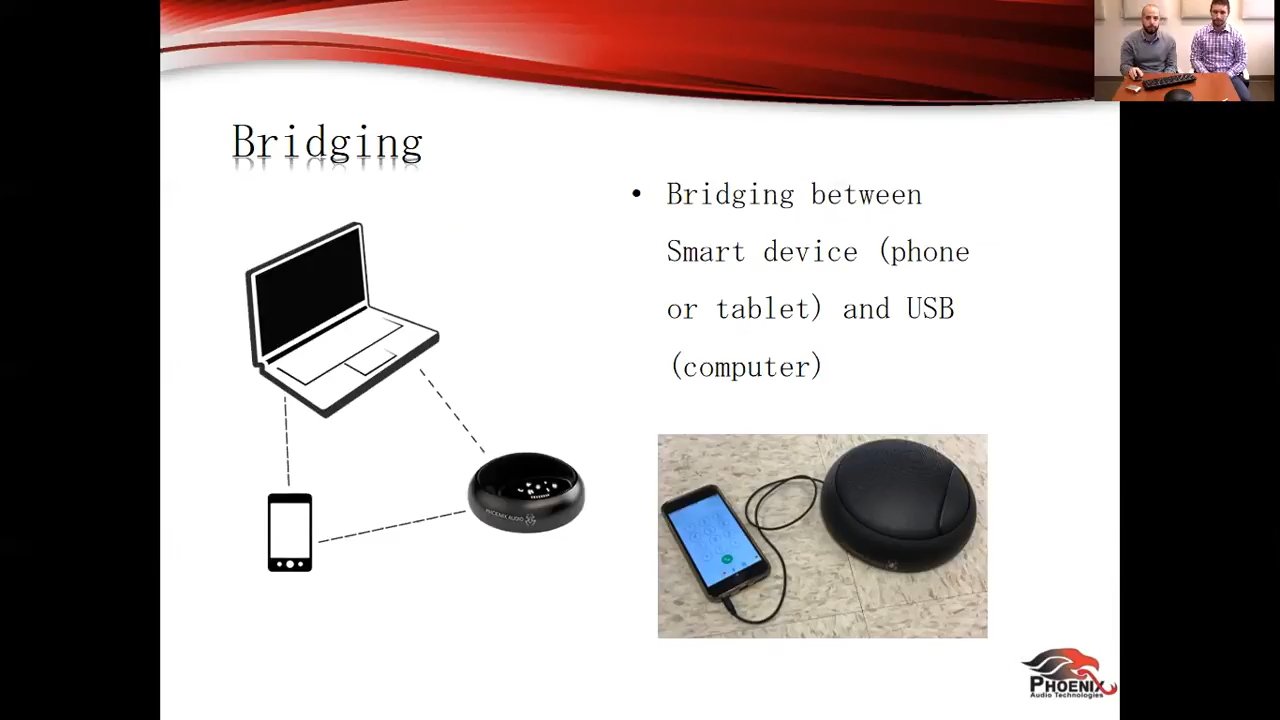 Bridging
• Bridging between
Smart device (phone
or tablet) and USB
(computer)
PHOENIX AUDIO
PHOENIX
Audio Technologies